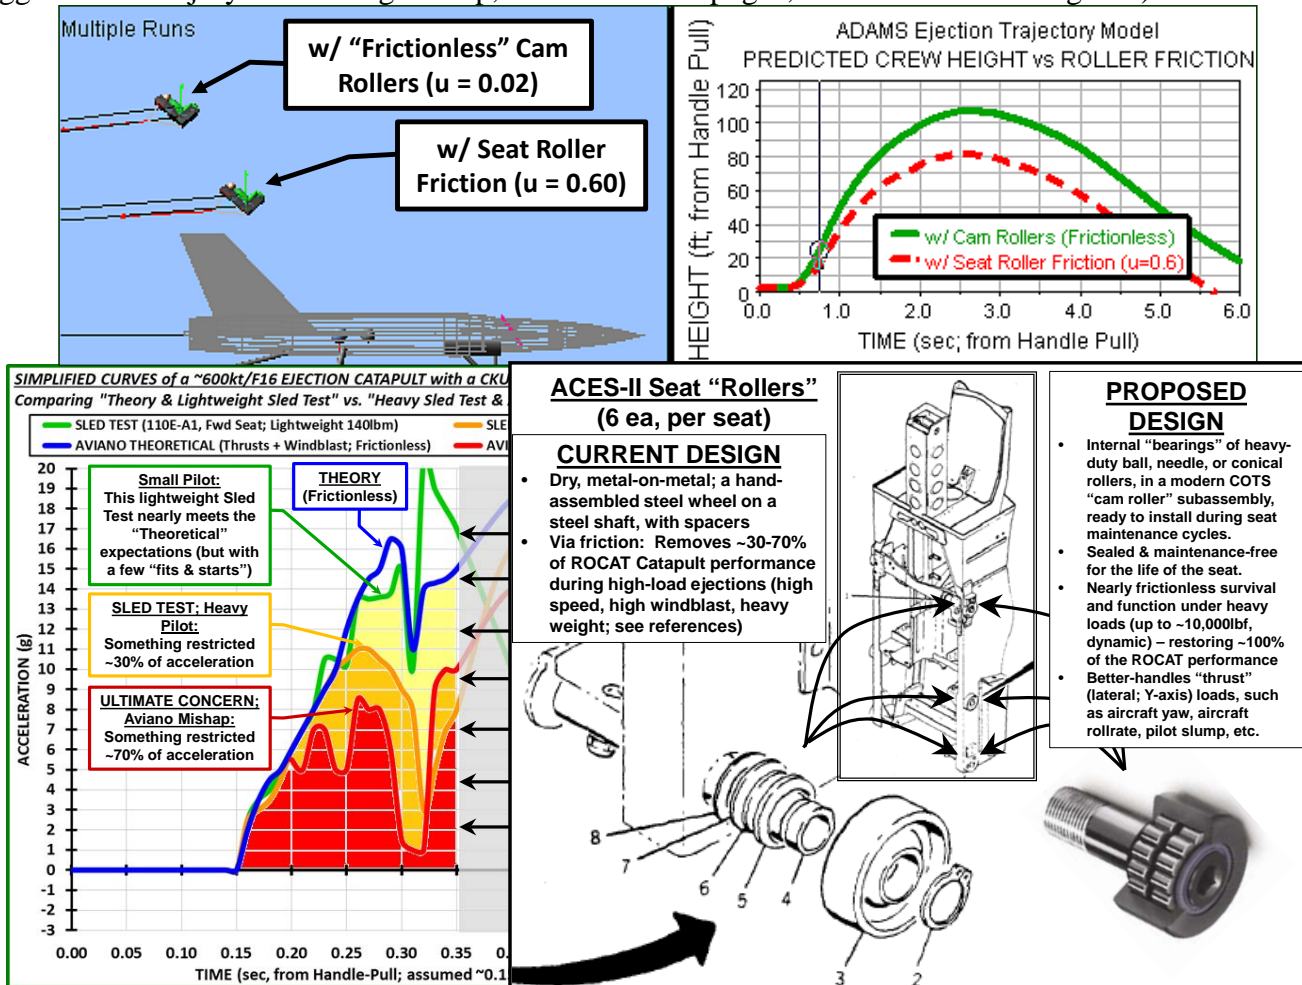 Multiple Runs
w/ “Frictionless” Cam
Rollers (u = 0.02)
w/ Seat Roller
Friction (u = 0.60)
ADAMS Ejection Trajectory Model
PREDICTED CREW HEIGHT vs ROLLER FRICTION
HEIGHT (ft; from Handle Pull)
120
100
80
60
40
20
0
w/ Cam Rollers (Frictionless)
w/ Seat Roller Friction (u=0.6)
0.0 1.0 2.0 3.0 4.0 5.0 6.0
TIME (sec; from Handle Pull)
SIMPLIFIED CURVES of a ~600kt/F16 EJECTION CATAPULT with a CKU
Comparing "Theory & Lightweight Sled Test" vs. "Heavy Sled Test &
SLED TEST (110E-A1, Fwd Seat; Lightweight 140lbm)
SLE
AVIANO THEORETICAL (Thrusts + Windblast; Frictionless)
AVI
ACCELERATION (g)
20
19
18
17
16
15
14
13
12
11
10
9
8
7
6
5
4
3
2
1
0
-1
-2
-3
Small Pilot:
This lightweight Sled
Test nearly meets the
“Theoretical”
expectations (but with
a few “fits & starts”)
THEORY
(Frictionless)
SLED TEST; Heavy
Pilot:
Something restricted
~30% of acceleration
ULTIMATE CONCERN;
Aviano Mishap:
Something restricted
~70% of acceleration
0.00 0.05 0.10 0.15 0.20 0.25 0.30 0.35 0.
TIME (sec, from Handle-Pull; assumed ~0.1
ACES-II Seat “Rollers”
(6 ea, per seat)
CURRENT DESIGN
• Dry, metal-on-metal; a hand-
assembled steel wheel on a
steel shaft, with spacers
• Via friction: Removes ~30-70%
of ROCAT Catapult performance
during high-load ejections (high
speed, high windblast, heavy
weight; see references)
PROPOSED
DESIGN
• Internal “bearings” of heavy-
duty ball, needle, or conical
rollers, in a modern COTS
“cam roller” subassembly,
ready to install during seat
maintenance cycles.
• Sealed & maintenance-free
for the life of the seat.
• Nearly frictionless survival
and function under heavy
loads (up to ~10,000lbf,
dynamic) – restoring ~100%
of the ROCAT performance
• Better-handles “thrust”
(lateral; Y-axis) loads, such
as aircraft yaw, aircraft
rollrate, pilot slump, etc.
8
7
6
5
4
3
2